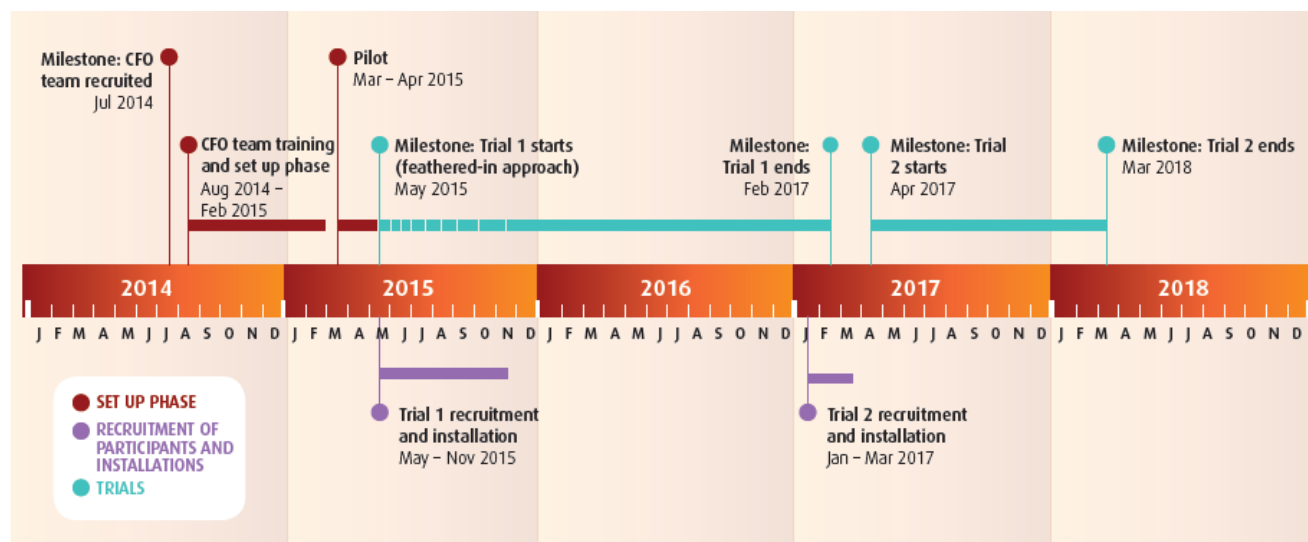 Milestone: CFO
team recruited
Jul 2014
Pilot
Mar – Apr 2015
CFO team training
and set up phase
Aug 2014 –
Feb 2015
Milestone: Trial 1 starts
(feathered-in approach)
May 2015
Milestone:
Trial 1 ends
Feb 2017
Milestone: Trial
2 starts
Apr 2017
Milestone: Trial 2 ends
Mar 2018
2014 2015 2016 2017 2018
J F M A M J J A S O N D J F M A M J J A S O N D J F M A M J J A S O N D J F M A M J J A S O N D J F M A M J J A S O N D
SET UP PHASE
RECRUITMENT OF
PARTICIPANTS AND
INSTALLATIONS
TRIALS
Trial 1 recruitment
and installation
May – Nov 2015
Trial 2 recruitment
and installation
Jan – Mar 2017